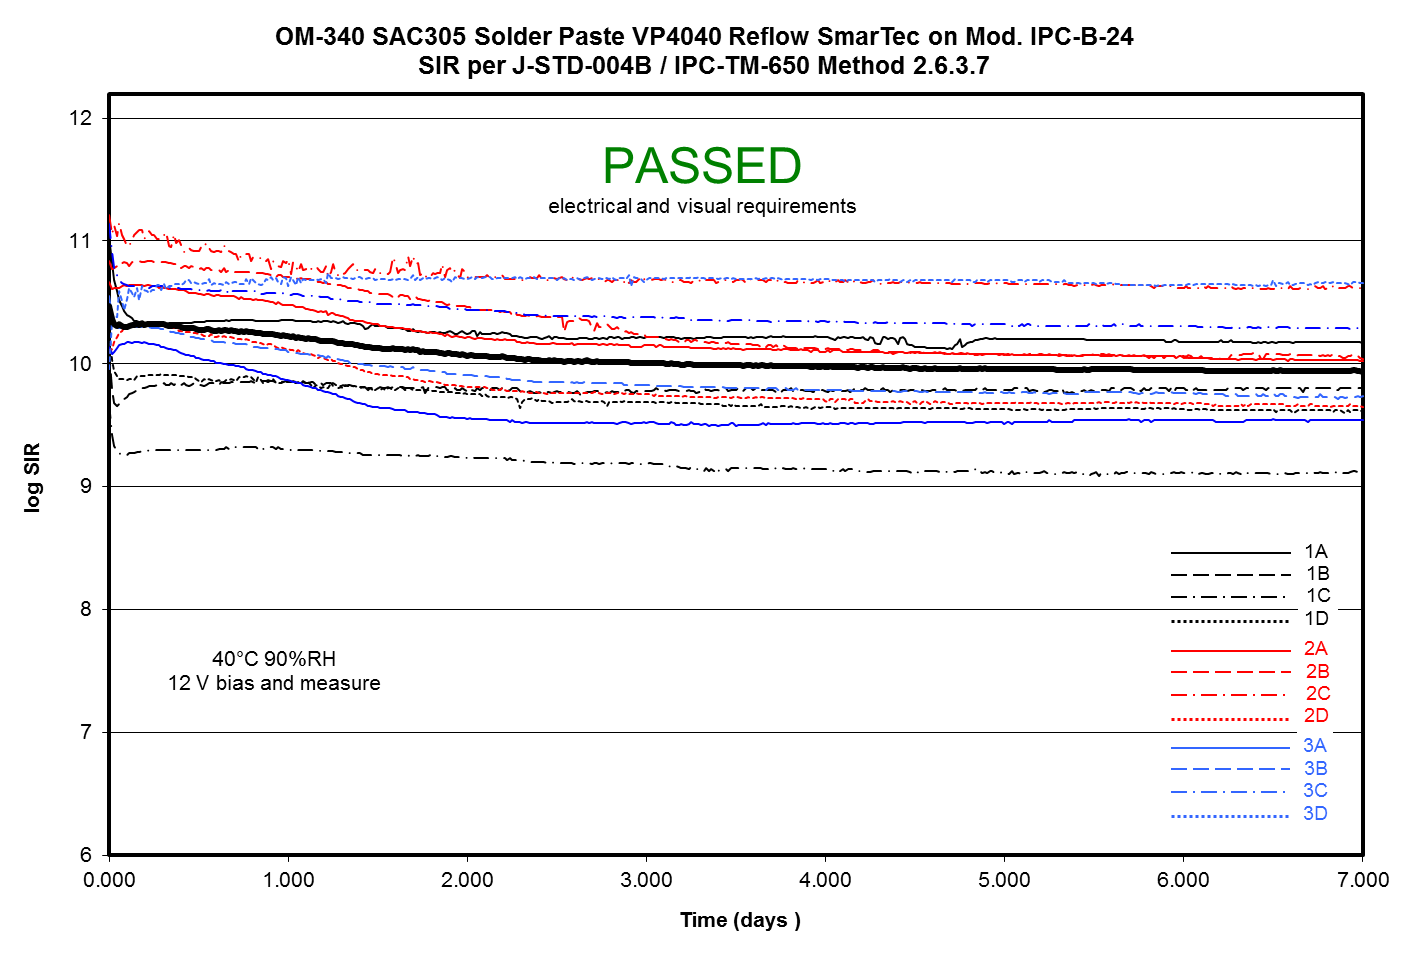 OM-340 SAC305 Solder Paste VP4040 Reflow SmarTec on Mod. IPC-B-24
SIR per J-STD-004B / IPC-TM-650 Method 2.6.3.7
12
PASSED
electrical and visual requirements
11
10
log SIR
9
1A
1B
1C
8
1D
40°C 90%RH
12 V bias and measure
2A
2B
2C
2D
7
3A
3B
3C
3D
6
0.000 1.000 2.000 3.000 4.000 5.000 6.000 7.000
Time (days )